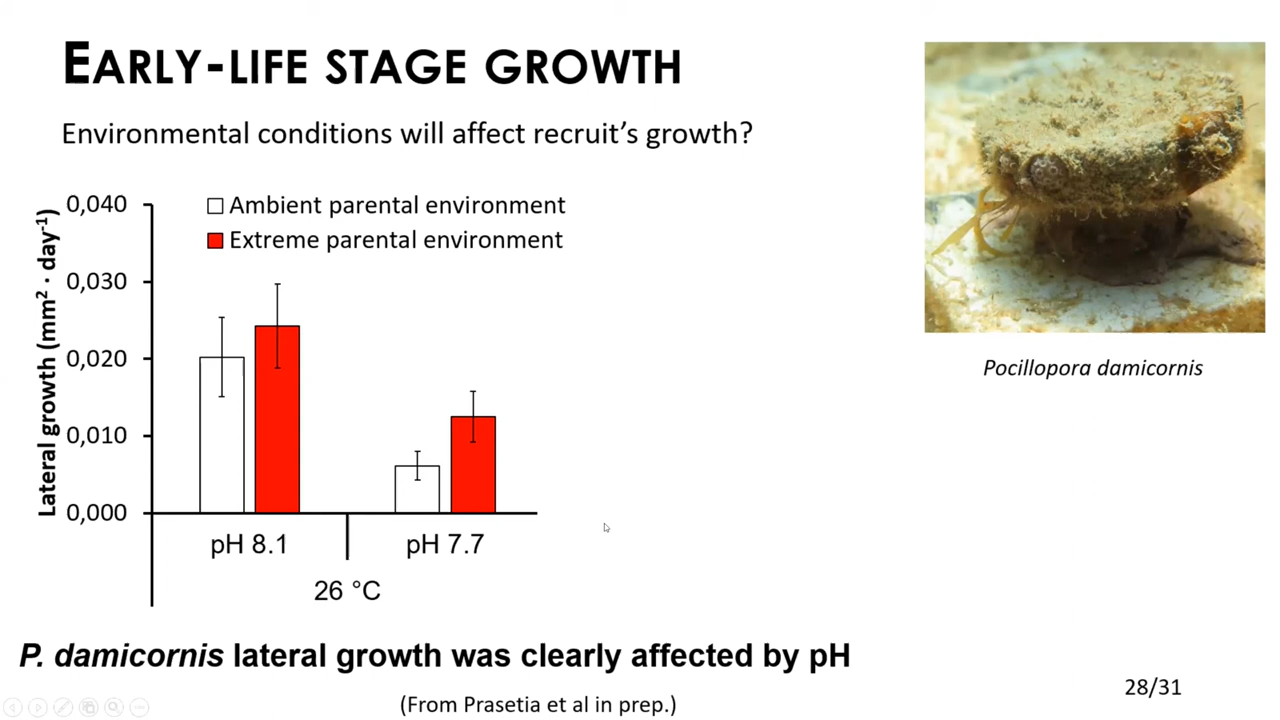 EARLY-LIFE STAGE GROWTH
Environmental conditions will affect recruit's growth?
Ambient parental environment
Extreme parental environment
Lateral growth (mm² · day⁻¹)
0,040
0,030
0,020
0,010
0,000
pH 8.1
pH 7.7
26 °C
Pocillopora damicornis
P. damicornis lateral growth was clearly affected by pH
(From Prasetia et al in prep.)
28/31